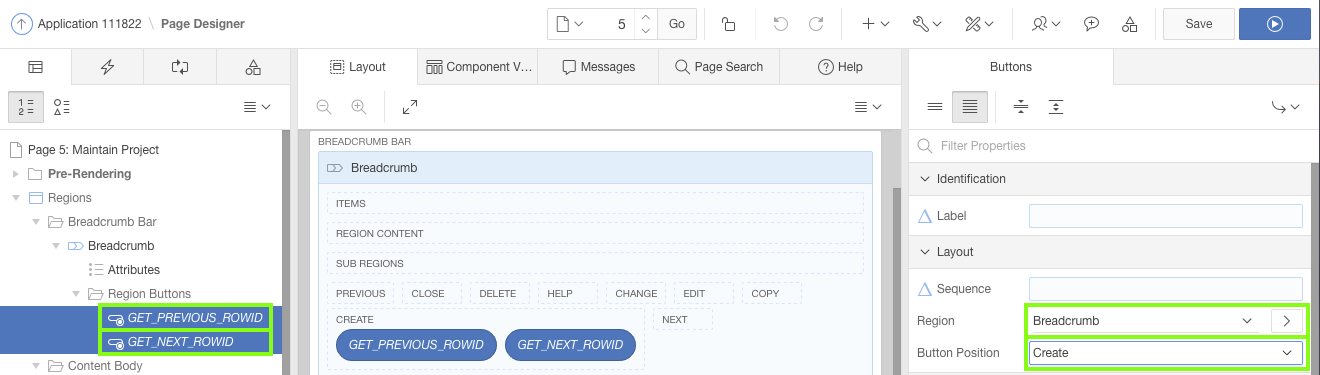 Application 111822 \ Page Designer
5 Go Save
Layout Component V... Messages Page Search Help
Buttons
1 =
2 =
Filter Properties
Page 5: Maintain Project
Pre-Rendering
Regions
Breadcrumb Bar
Breadcrumb
Attributes
Region Buttons
GET_PREVIOUS_ROWID
GET_NEXT_ROWID
Content Body
BREADCRUMB BAR
Breadcrumb
ITEMS
REGION CONTENT
SUB REGIONS
PREVIOUS CLOSE DELETE HELP CHANGE EDIT COPY
CREATE NEXT
GET_PREVIOUS_ROWID GET_NEXT_ROWID
Identification
Label
Layout
Sequence
Region Breadcrumb
Button Position Create